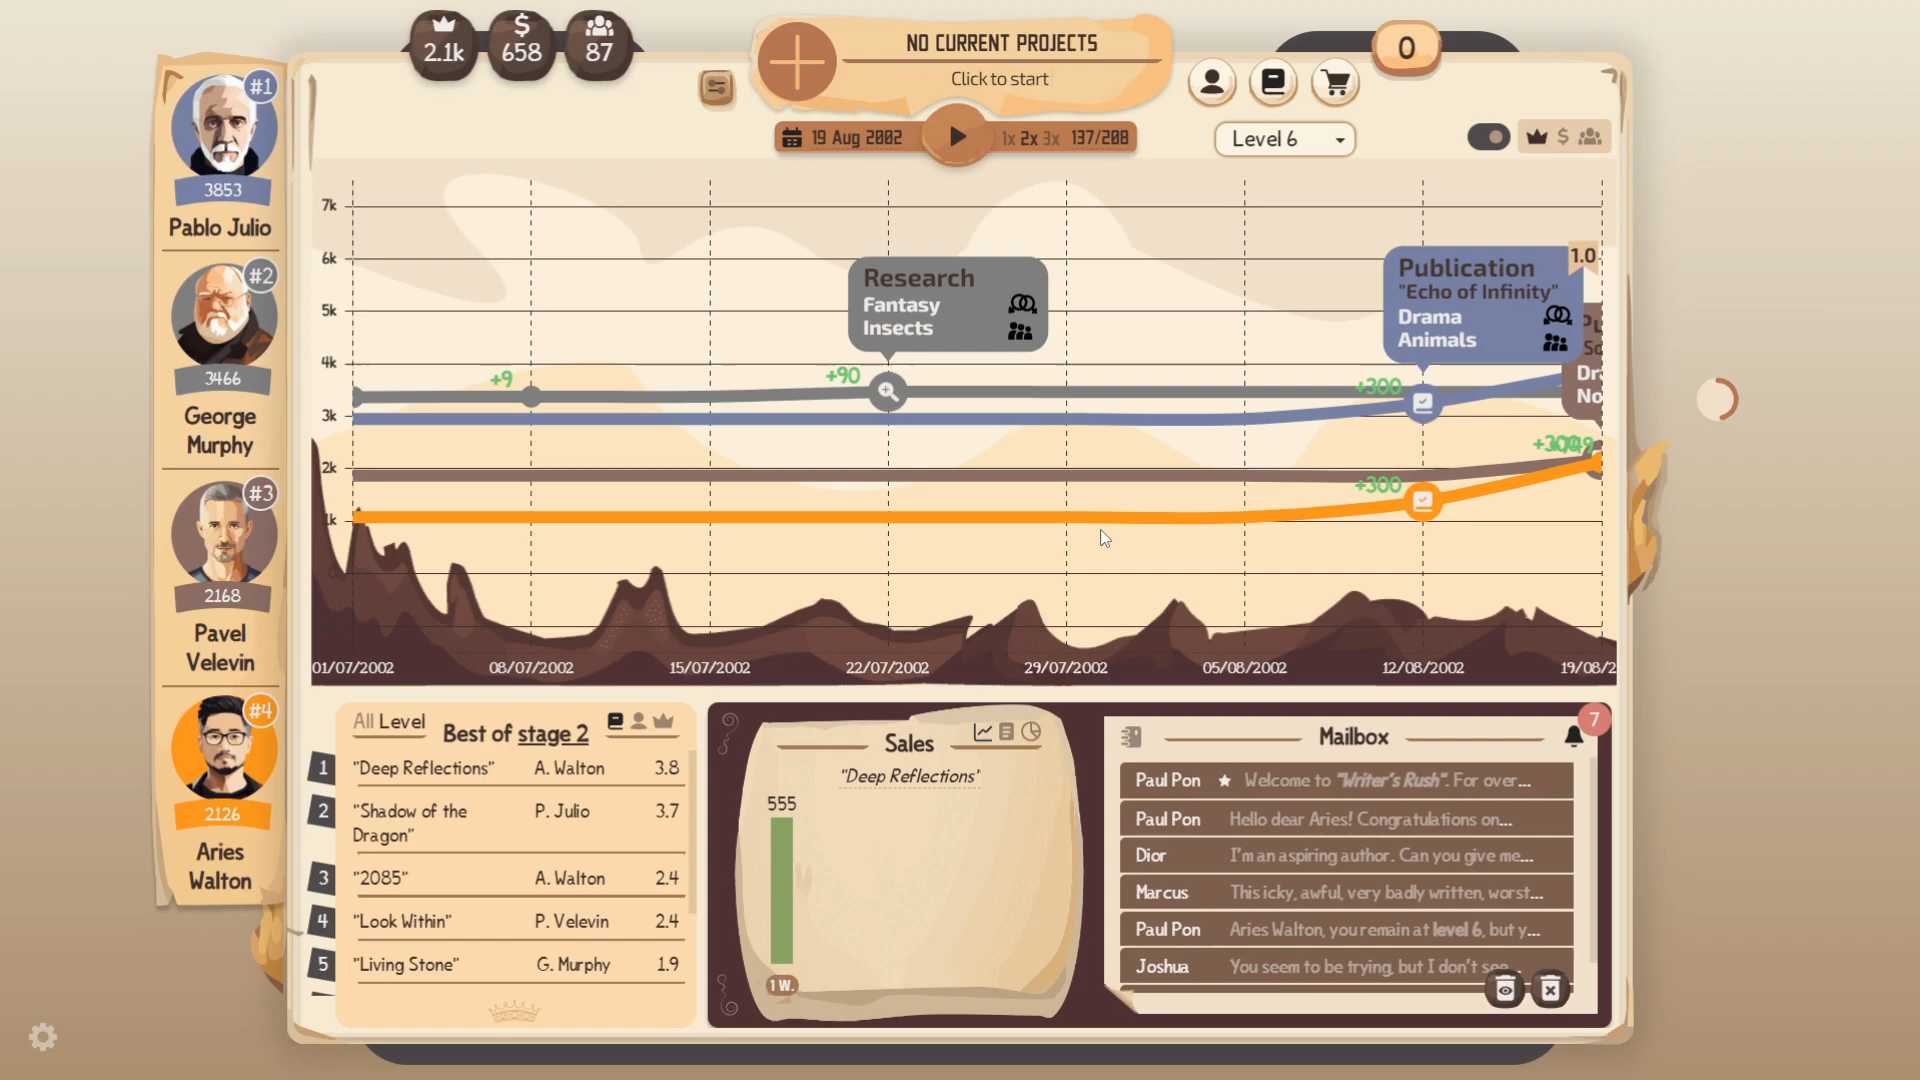 2.1k
658
87
NO CURRENT PROJECTS
Click to start
0
19 Aug 2002
1x 2x 3x 137/208
Level 6
$
#1
3853
Pablo Julio
#2
3466
George
Murphy
#3
2168
Pavel
Velevin
#4
2126
Aries
Walton
7k
6k
5k
4k
3k
2k
1k
+9
+90
Research
Fantasy
Insects
1.0
Publication
"Echo of Infinity"
Drama
Animals
+300
+300
01/07/2002
08/07/2002
15/07/2002
22/07/2002
29/07/2002
05/08/2002
12/08/2002
19/08/2
All Level
Best of stage 2
1 "Deep Reflections" A. Walton 3.8
2 "Shadow of the
Dragon" P. Julio 3.7
3 "2085" A. Walton 2.4
4 "Look Within" P. Velevin 2.4
5 "Living Stone" G. Murphy 1.9
Sales
"Deep Reflections"
555
1 W.
Mailbox
7
Paul Pon Welcome to "Writer's Rush". For over...
Paul Pon Hello dear Aries! Congratulations on...
Dior I'm an aspiring author. Can you give me...
Marcus This icky, awful, very badly written, worst...
Paul Pon Aries Walton, you remain at level 6, but y...
Joshua You seem to be trying, but I don't see...